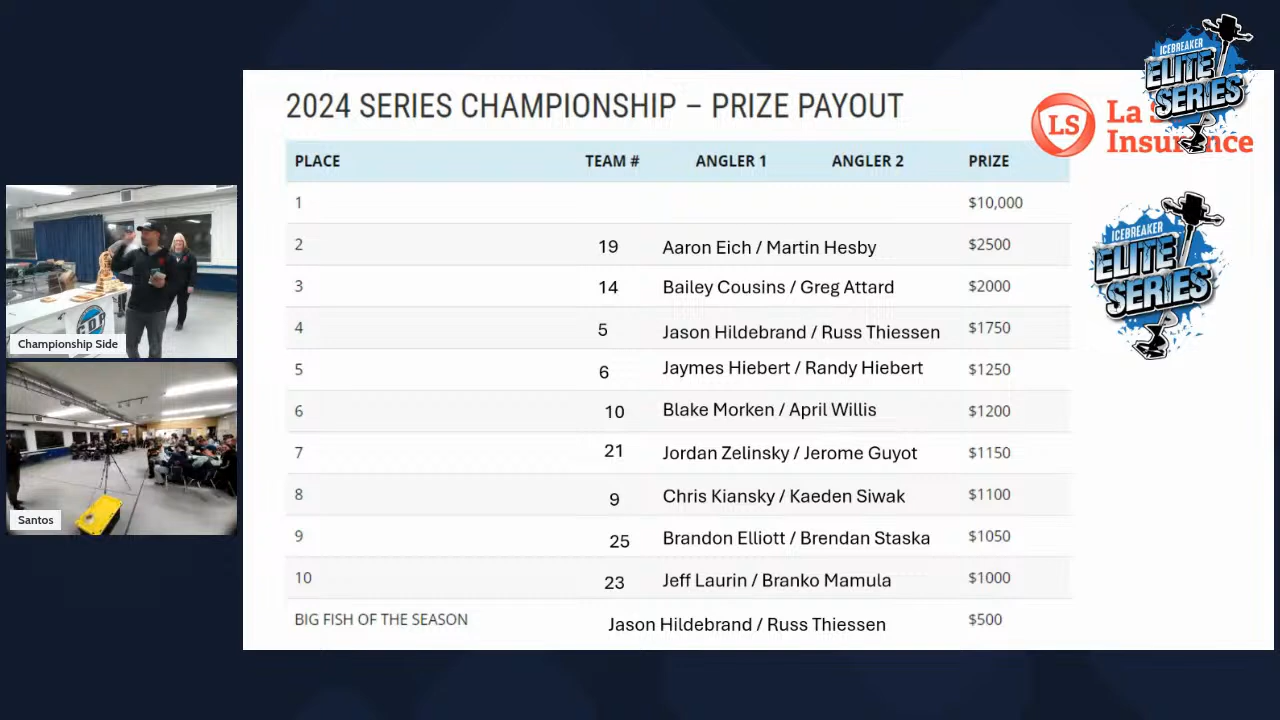 2024 SERIES CHAMPIONSHIP – PRIZE PAYOUT
ICEBREAKER
ELITE
SERIES
LS
La S
Insurance
PLACE TEAM # ANGLER 1 ANGLER 2 PRIZE
1 $10,000
2 19 Aaron Eich / Martin Hesby $2500
3 14 Bailey Cousins / Greg Attard $2000
4 5 Jason Hildebrand / Russ Thiessen $1750
5 6 Jaymes Hiebert / Randy Hiebert $1250
6 10 Blake Morken / April Willis $1200
7 21 Jordan Zelinsky / Jerome Guyot $1150
8 9 Chris Kiansky / Kaeden Siwak $1100
9 25 Brandon Elliott / Brendan Staska $1050
10 23 Jeff Laurin / Branko Mamula $1000
BIG FISH OF THE SEASON Jason Hildebrand / Russ Thiessen $500
ICEBREAKER
ELITE
SERIES
Championship Side
Santos